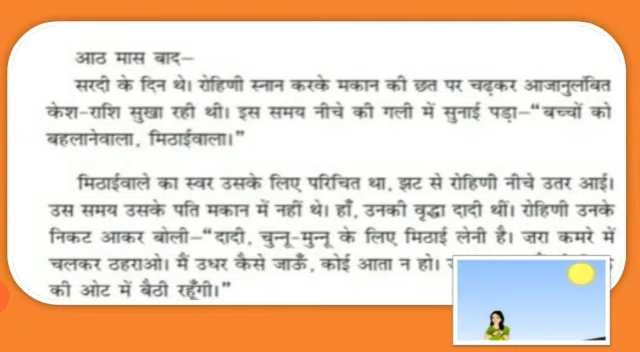 आठ मास बाद–
सरदी के दिन थे। रोहिणी स्नान करके मकान की छत पर चढ़कर आजानुलंबित
केश-राशि सुखा रही थी। इस समय नीचे की गली में सुनाई पड़ा–“बच्चों को
बहलानेवाला, मिठाईवाला।”
मिठाईवाले का स्वर उसके लिए परिचित था, झट से रोहिणी नीचे उतर आई।
उस समय उसके पति मकान में नहीं थे। हाँ, उनकी वृद्धा दादी थीं। रोहिणी उनके
निकट आकर बोली–“दादी, चुन्नू-मुन्नू के लिए मिठाई लेनी है। ज़रा कमरे में
चलकर ठहराओ। मैं उधर कैसे जाऊँ, कोई आता न हो।
की ओट में बैठी रहूँगी।”